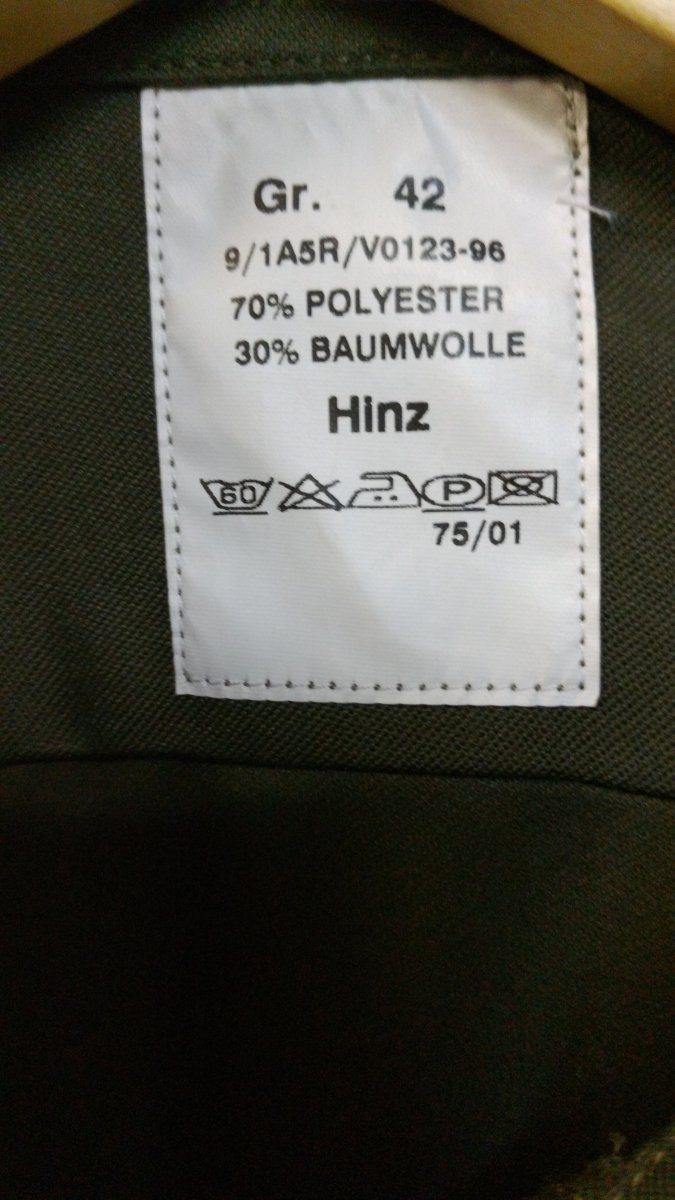 Gr. 42
9/1A5R/V0123-96
70% POLYESTER
30% BAUMWOLLE
Hinz
60 P
75/01